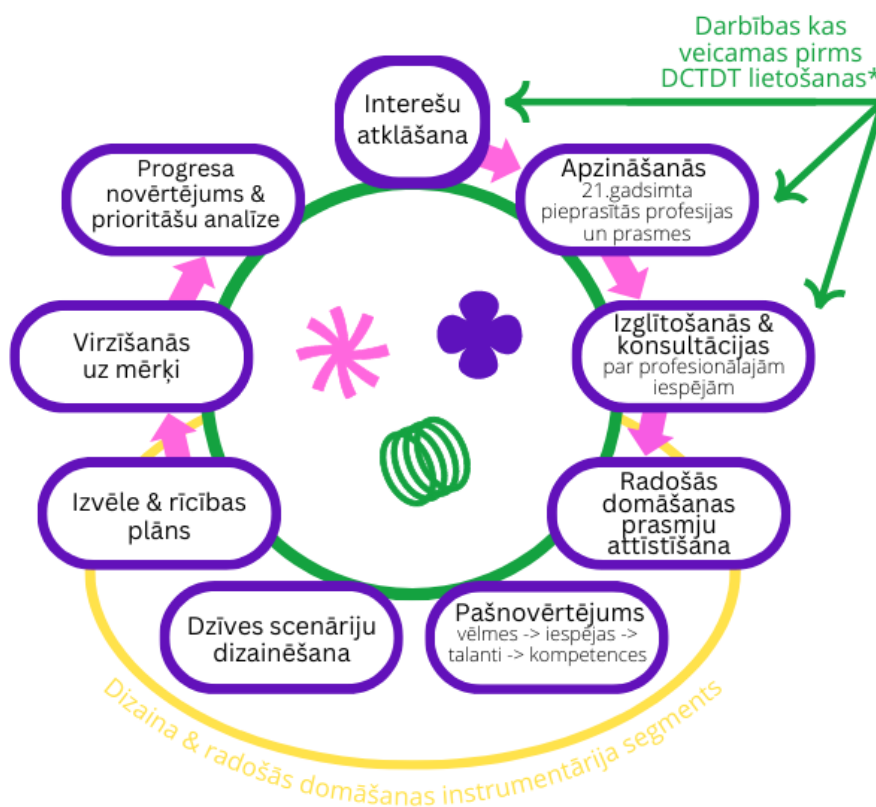 Darbības kas
veicamas pirms
DCTDT lietošanas*
Interešu
atklāšana
Apzināšanās
21.gadsimta
pieprasītās profesijas
un prasmes
Izglītošanās &
konsultācijas
par profesionālajām
iespējām
Radošās
domāšanas
prasmju
attīstīšana
Pašnovērtējums
vēlmes -> iespējas ->
talanti -> kompetences
Dzīves scenāriju
dizainēšana
Izvēle & rīcības
plāns
Virzīšanās
uz mērķi
Progresa
novērtējums &
prioritāšu analīze
Dizaina & radošās domāšanas instrumentārija segments